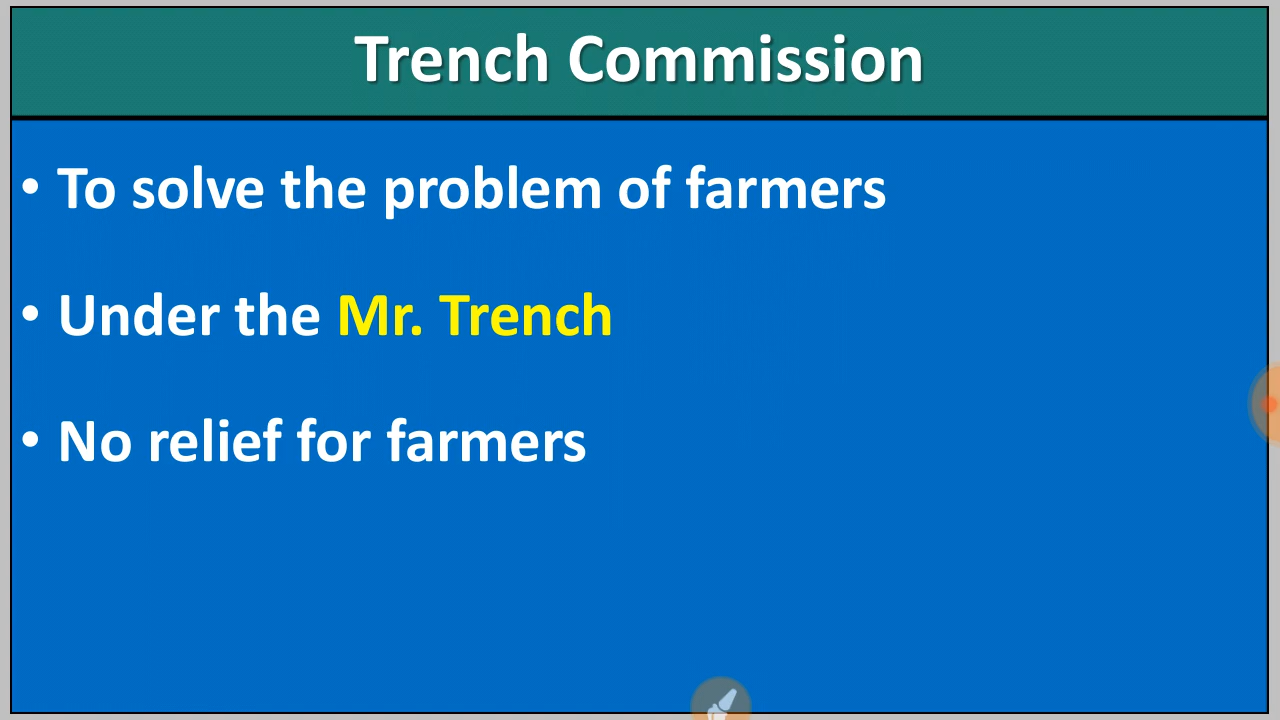 Trench Commission
• To solve the problem of farmers
• Under the Mr. Trench
• No relief for farmers